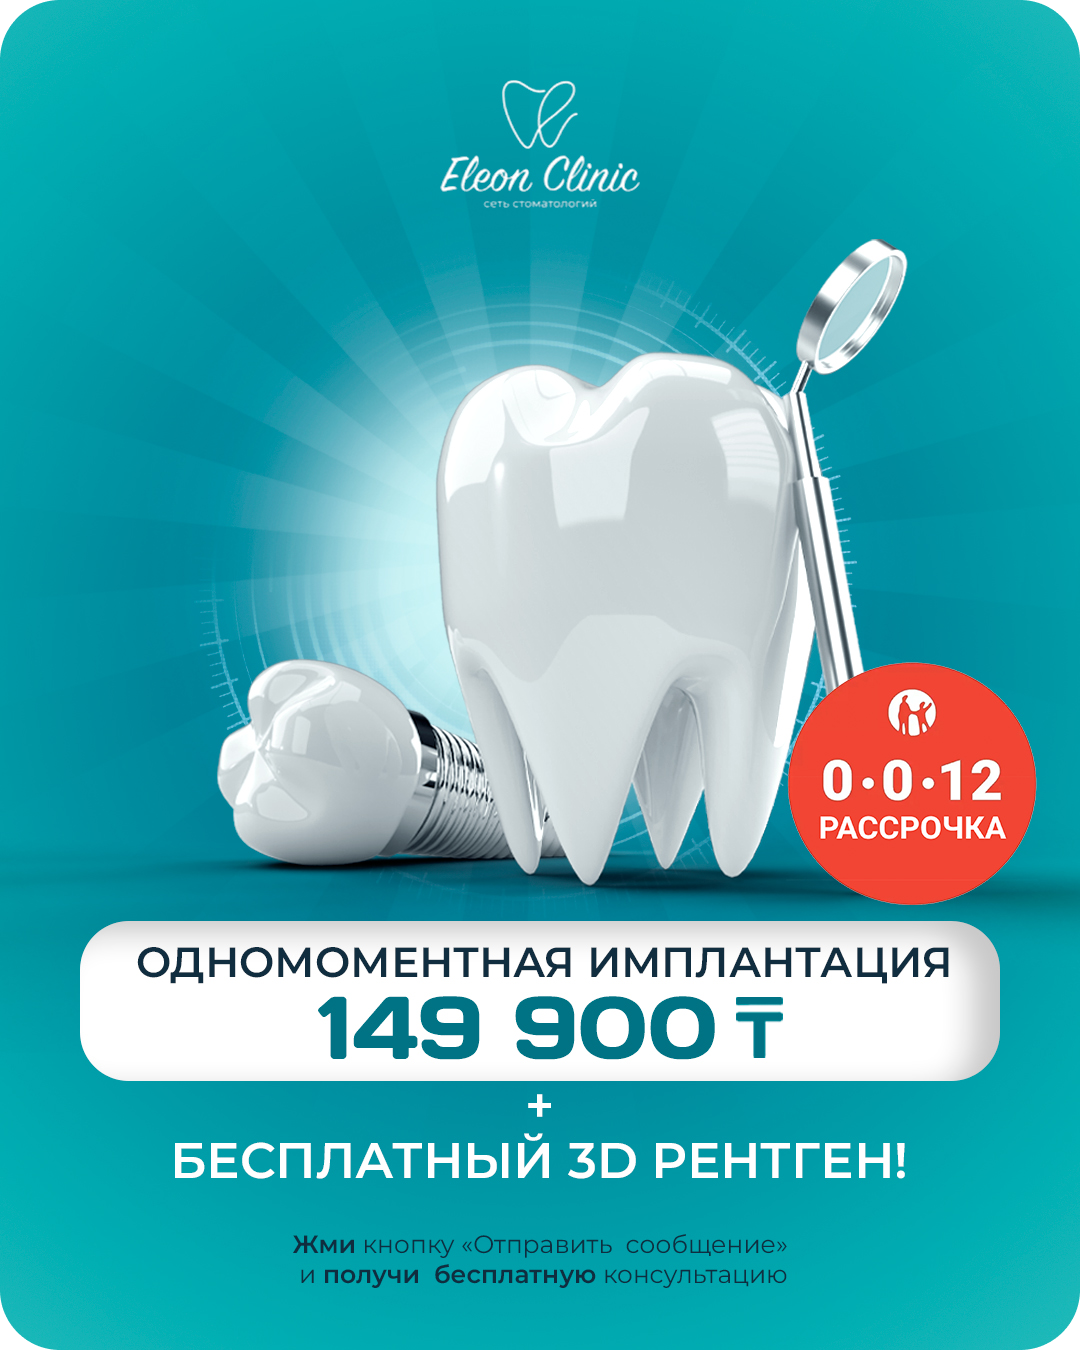 Eleon Clinic
сеть стоматологий
0•0•12
РАССРОЧКА
ОДНОМОМЕНТНАЯ ИМПЛАНТАЦИЯ
149 900 ₸
+
БЕСПЛАТНЫЙ 3D РЕНТГЕН!
Жми кнопку «Отправить сообщение»
и получи бесплатную консультацию